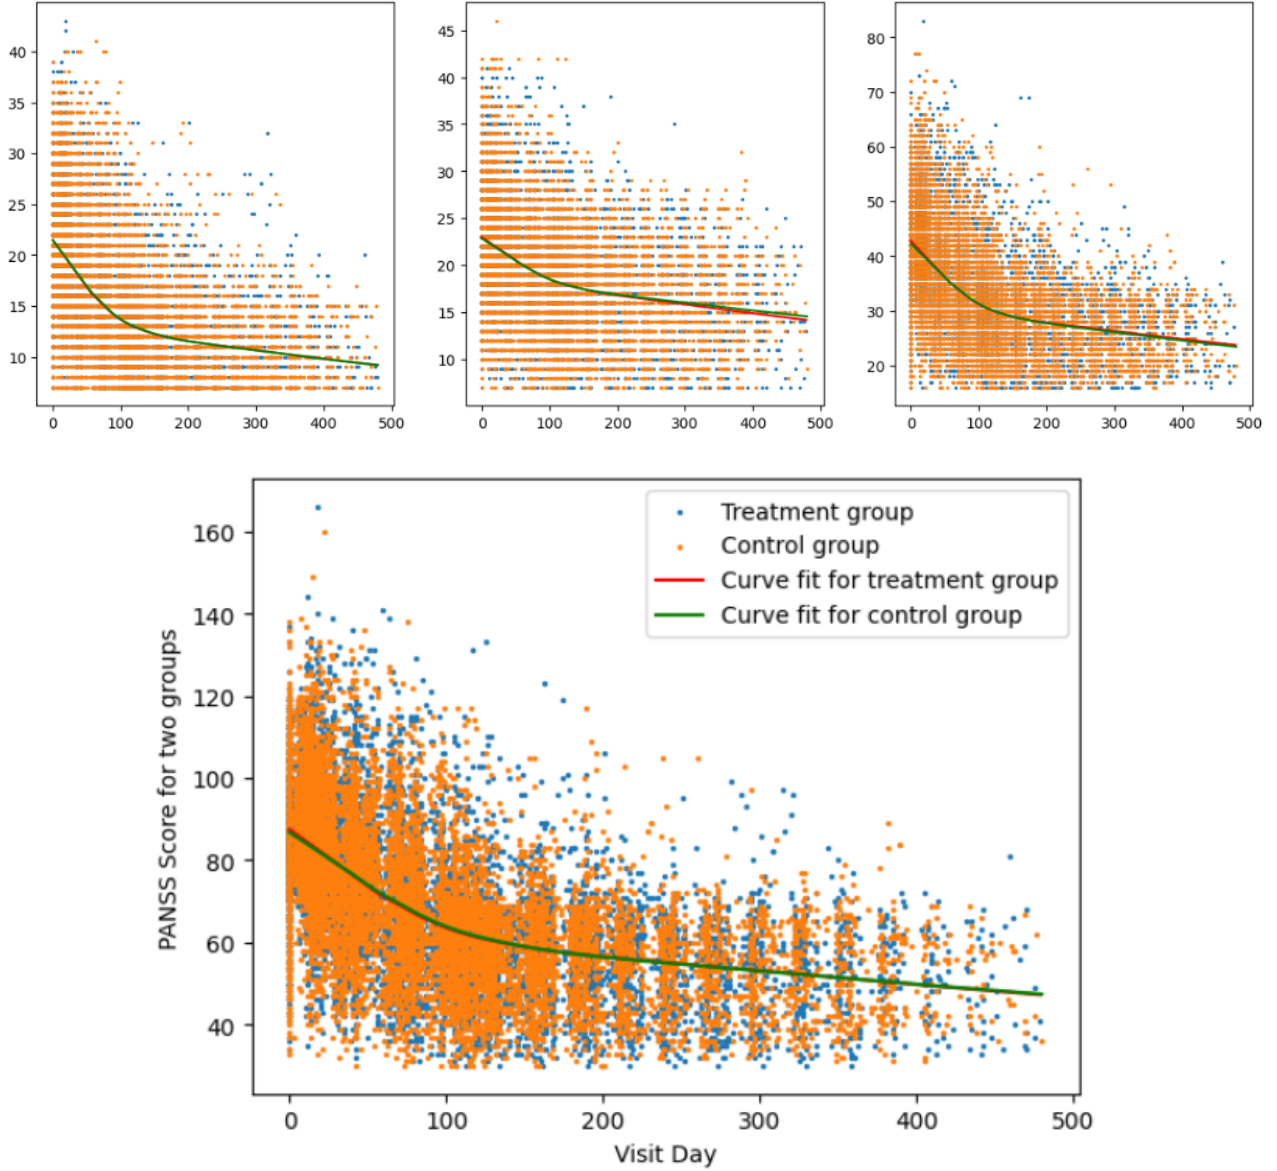 40
35
30
25
20
15
10
0 100 200 300 400 500
45
40
35
30
25
20
15
10
0 100 200 300 400 500
80
70
60
50
40
30
20
0 100 200 300 400 500
Treatment group
Control group
Curve fit for treatment group
Curve fit for control group
PANSS Score for two groups
160
140
120
100
80
60
40
0 100 200 300 400 500
Visit Day